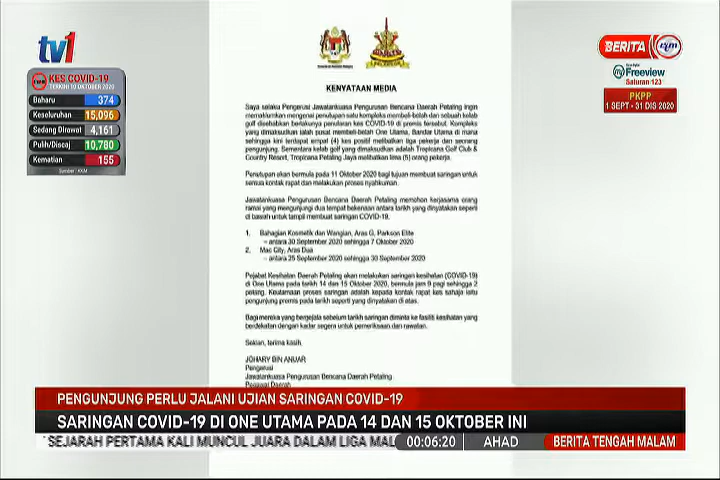 tv1
BERITA rtm
Freeview
Saluran 123
PKPP
1 SEPT - 31 DIS 2020
KES COVID-19
TERKINI 10 OKTOBER 2020
Baharu 374
Keseluruhan 15,096
Sedang Dirawat 4,161
Pulih/Discaj 10,780
Kematian 155
Sumber : KKM
KENYATAAN MEDIA
Saya selaku Pengerusi Jawatankuasa Pengurusan Bencana Daerah Petaling ingin
memaklumkan mengenai penutupan satu kompleks membeli-belah dan sebuah kelab
golf disebabkan berlakunya penularan kes COVID-19 di premis tersebut. Kompleks
yang dimaksudkan ialah pusat membeli-belah One Utama, Bandar Utama di mana
sehingga kini terdapat empat (4) kes positif melibatkan tiga pekerja dan seorang
pengunjung. Sementara kelab golf yang dimaksudkan adalah Tropicana Golf Club &
Country Resort, Tropicana Petaling Jaya melibatkan lima (5) orang pekerja.
Penutupan akan bermula pada 11 Oktober 2020 bagi tujuan membuat saringan untuk
semua kontak rapat dan melakukan proses nyahkuman.
Jawatankuasa Pengurusan Bencana Daerah Petaling memohon kerjasama orang
ramai yang mengunjungi dua tempat berkenaan antara tarikh yang dinyatakan seperti
di bawah untuk tampil membuat saringan COVID-19.
1. Bahagian Kosmetik dan Wangian, Aras G, Parkson Elite
– antara 30 September 2020 sehingga 7 Oktober 2020
2. Mac City, Aras Dua
– antara 25 September 2020 sehingga 30 September 2020
Pejabat Kesihatan Daerah Petaling akan melakukan saringan kesihatan (COVID-19)
di One Utama pada tarikh 14 dan 15 Oktober 2020, bermula jam 9 pagi sehingga 2
petang. Keutamaan proses saringan adalah kepada kontak rapat kes sahaja iaitu
pengunjung premis pada tarikh seperti yang dinyatakan di atas.
Bagi mereka yang bergejala sebelum tarikh saringan diminta ke fasiliti kesihatan yang
berdekatan dengan kadar segera untuk pemeriksaan dan rawatan.
Sekian, terima kasih.
JOHARY BIN ANUAR
Pengerusi
Jawatankuasa Pengurusan Bencana Daerah Petaling
Pegawai Daerah
PENGUNJUNG PERLU JALANI UJIAN SARINGAN COVID-19
SARINGAN COVID-19 DI ONE UTAMA PADA 14 DAN 15 OKTOBER INI
SEJARAH PERTAMA KALI MUNCUL JUARA DALAM LIGA MAL 00:06:20 AHAD BERITA TENGAH MALAM